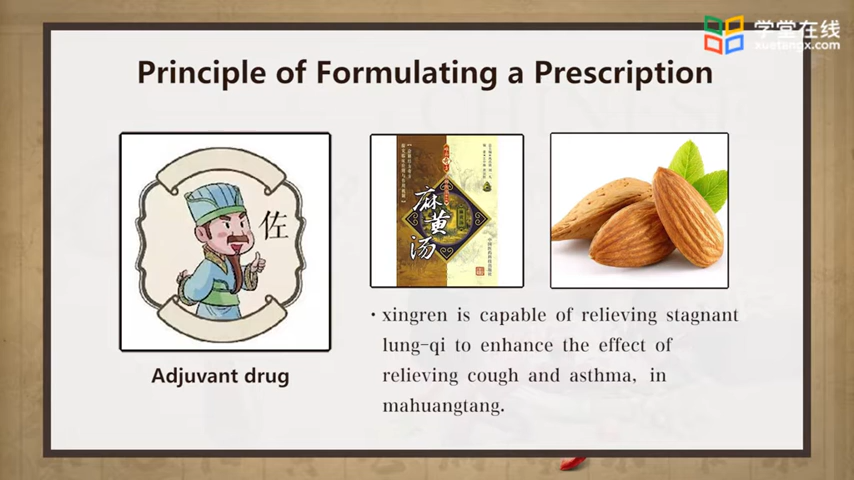 学堂在线
xuetangx.com
Principle of Formulating a Prescription
佐
麻黄汤
Adjuvant drug
• xingren is capable of relieving stagnant
lung-qi to enhance the effect of
relieving cough and asthma, in
mahuangtang.